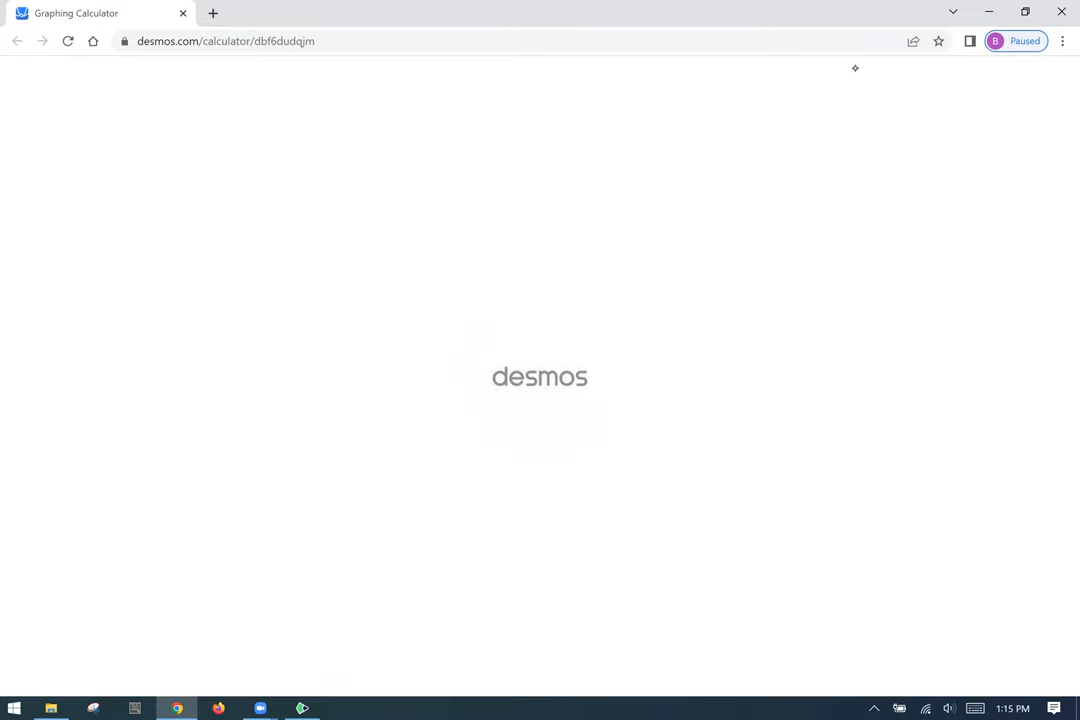 Graphing Calculator
desmos.com/calculator/dbf6dudqjm
B Paused
desmos
1:15 PM